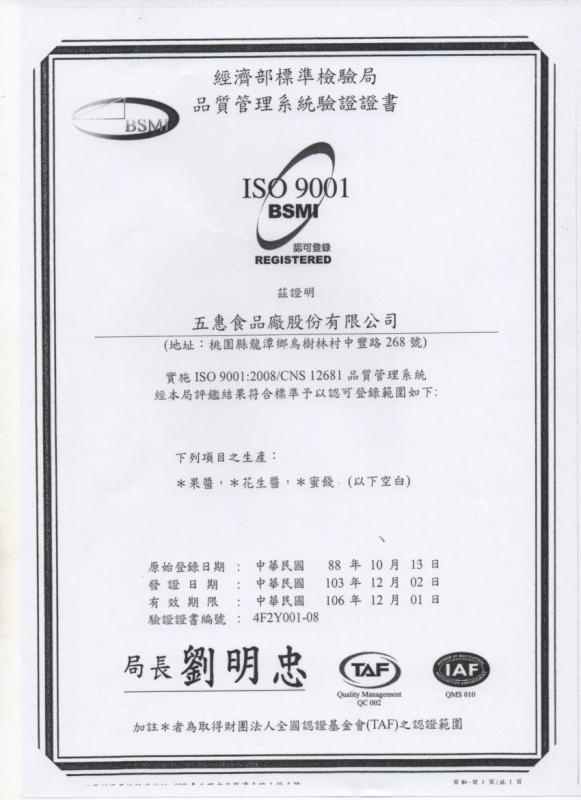 經濟部標準檢驗局
品質管理系統驗證證書
BSMI
ISO 9001
BSMI
認可登錄
REGISTERED
茲證明
五惠食品廠股份有限公司
(地址：桃園縣龍潭鄉烏樹林村中豐路 268 號)
實施 ISO 9001:2008/CNS 12681 品質管理系統
經本局評鑑結果符合標準予以認可登錄範圍如下:
下列項目之生產：
＊果醬，＊花生醬，＊蜜餞. (以下空白)
原始登錄日期 ： 中華民國 88 年 10 月 13 日
發證日期 ： 中華民國 103 年 12 月 02 日
有效期限 ： 中華民國 106 年 12 月 01 日
驗證證書編號 ： 4F2Y001-08
局長 劉明忠
TAF
Quality Management
QC 002
IAF
QMS 010
加註＊者為取得財團法人全國認證基金會(TAF)之認證範圍
頁數:第 1 頁/共 1 頁